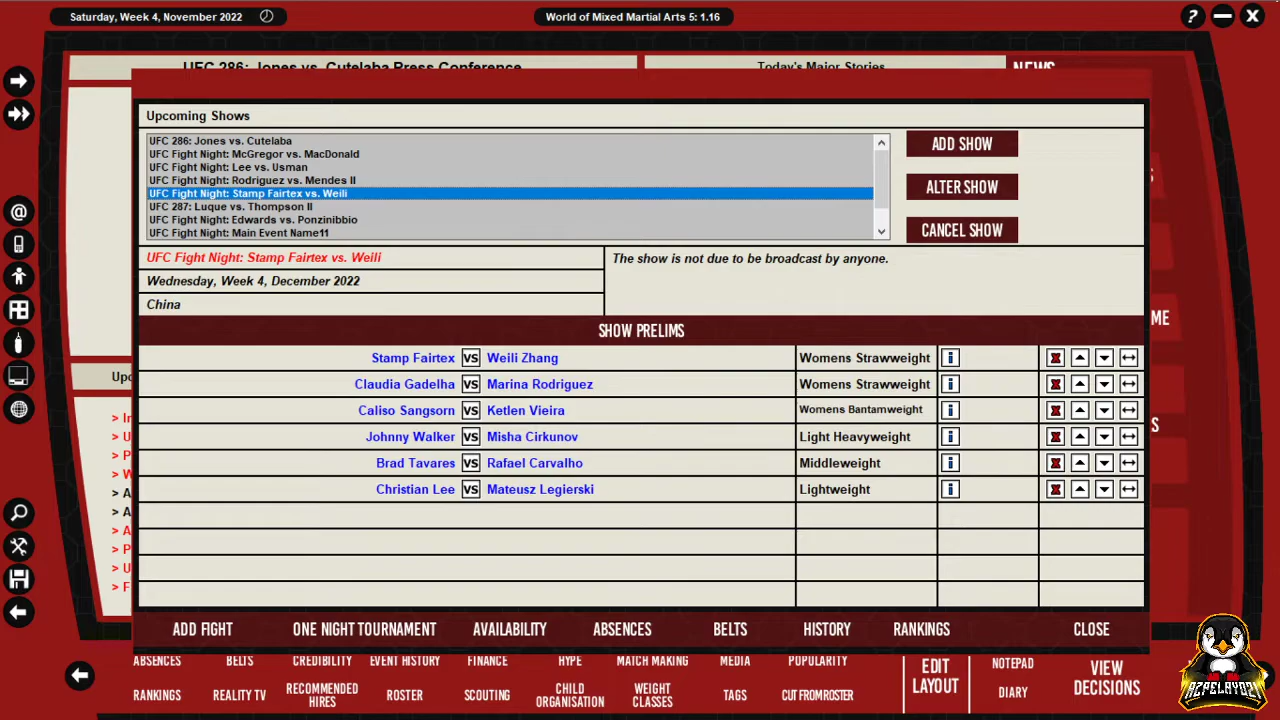 Saturday, Week 4, November 2022
World of Mixed Martial Arts 5: 1.16
?
X
UFC 286: Jones vs. Cutelaba Press Conference
Today's Major Stories
NEWS
Upcoming Shows
UFC 286: Jones vs. Cutelaba
UFC Fight Night: McGregor vs. MacDonald
UFC Fight Night: Lee vs. Usman
UFC Fight Night: Rodriguez vs. Mendes II
UFC Fight Night: Stamp Fairtex vs. Weili
UFC 287: Luque vs. Thompson II
UFC Fight Night: Edwards vs. Ponzinibbio
UFC Fight Night: Main Event Name11
ADD SHOW
ALTER SHOW
CANCEL SHOW
UFC Fight Night: Stamp Fairtex vs. Weili
Wednesday, Week 4, December 2022
China
The show is not due to be broadcast by anyone.
SHOW PRELIMS
Stamp Fairtex VS Weili Zhang Womens Strawweight i X
Claudia Gadelha VS Marina Rodriguez Womens Strawweight i X
Caliso Sangsorn VS Ketlen Vieira Womens Bantamweight i X
Johnny Walker VS Misha Cirkunov Light Heavyweight i X
Brad Tavares VS Rafael Carvalho Middleweight i X
Christian Lee VS Mateusz Legierski Lightweight i X
ADD FIGHT ONE NIGHT TOURNAMENT AVAILABILITY ABSENCES BELTS HISTORY RANKINGS CLOSE
ABSENCES BELTS CREDIBILITY EVENT HISTORY FINANCE HYPE MATCH MAKING MEDIA POPULARITY
RANKINGS REALITY TV RECOMMENDED HIRES ROSTER SCOUTING CHILD ORGANISATION WEIGHT CLASSES TAGS CUT FROM ROSTER
EDIT LAYOUT
NOTEPAD
DIARY
VIEW DECISIONS
ACPELAYO21